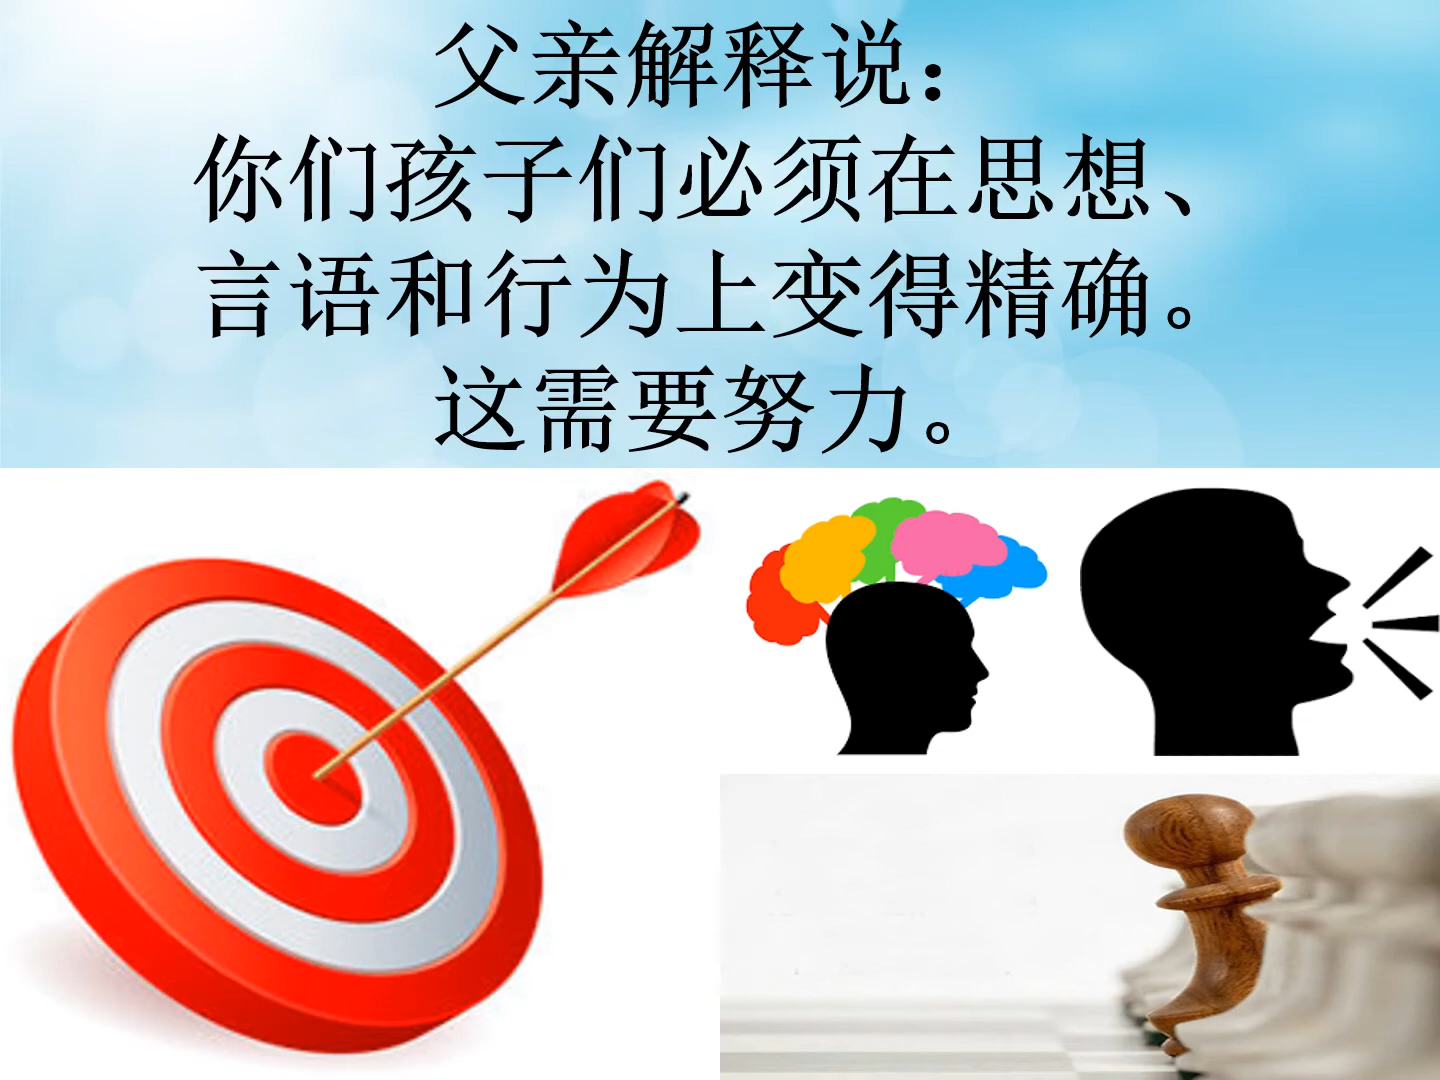 父亲解释说：
你们孩子们必须在思想、
言语和行为上变得精确。
这需要努力。